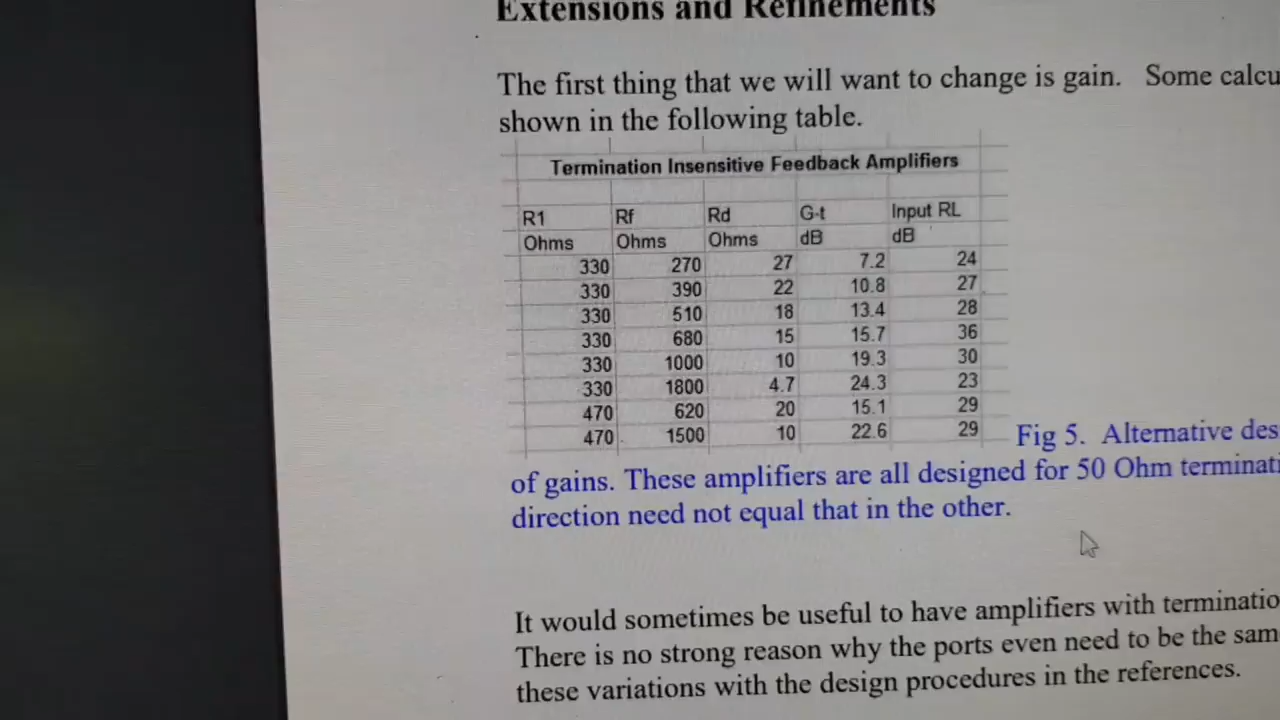 Extensions and Refinements
The first thing that we will want to change is gain. Some calcu
shown in the following table.
Termination Insensitive Feedback Amplifiers
R1 Rf Rd G-t Input RL
Ohms Ohms Ohms dB dB
330 270 27 7.2 24
330 390 22 10.8 27
330 510 18 13.4 28
330 680 15 15.7 36
330 1000 10 19.3 30
330 1800 4.7 24.3 23
470 620 20 15.1 29
470 1500 10 22.6 29
Fig 5. Alternative des
of gains. These amplifiers are all designed for 50 Ohm terminati
direction need not equal that in the other.
It would sometimes be useful to have amplifiers with terminatio
There is no strong reason why the ports even need to be the sam
these variations with the design procedures in the references.